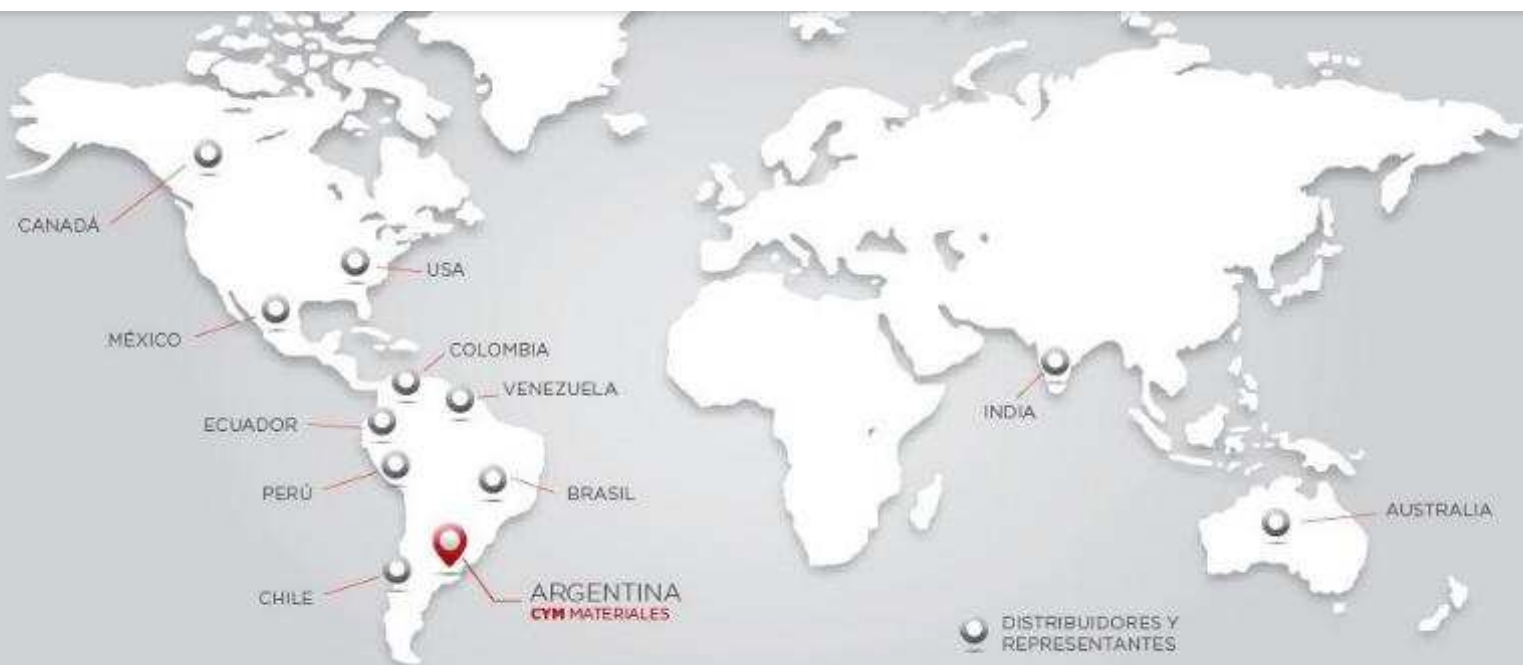 CANADÁ
USA
MÉXICO
COLOMBIA
VENEZUELA
ECUADOR
INDIA
PERÚ
BRASIL
AUSTRALIA
CHILE
ARGENTINA
CYM MATERIALES
DISTRIBUIDORES Y
REPRESENTANTES